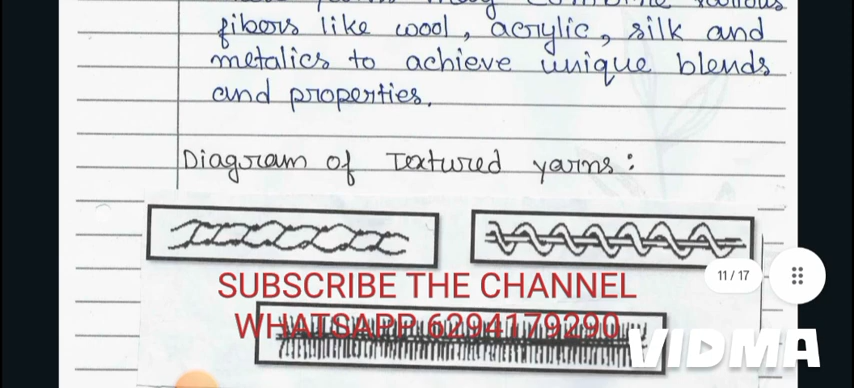 fibers like wool, acrylic, silk and
metalics to achieve unique blends
and properties.
Diagram of Textured yarns:
SUBSCRIBE THE CHANNEL
11 / 17
WHATSAPP 6294179290
VIDMA